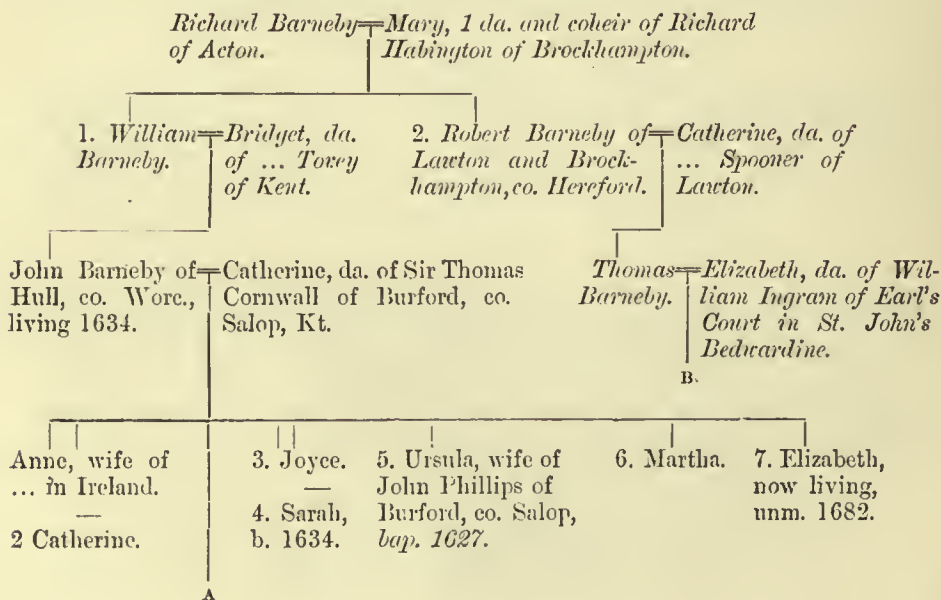 Richard Barneby═Mary, 1 da. and coheir of Richard
of Acton. Habington of Brockhampton.
1. William═Bridget, da.
Barneby. of ... Tovey
of Kent.
2. Robert Barneby of═Catherine, da. of
Lawton and Brock- ... Spooner of
hampton, co. Hereford. Lawton.
John Barneby of═Catherine, da. of Sir Thomas
Hull, co. Worc., Cornwall of Burford, co.
living 1634. Salop, Kt.
Thomas═Elizabeth, da. of Wil-
Barneby. liam Ingram of Earl's
Court in St. John's
Bedwardine.
B.
Anne, wife of
... in Ireland.
—
2 Catherine.
3. Joyce.
—
4. Sarah,
b. 1634.
5. Ursula, wife of
John Phillips of
Burford, co. Salop,
bap. 1627.
6. Martha.
7. Elizabeth,
now living,
unm. 1682.
A